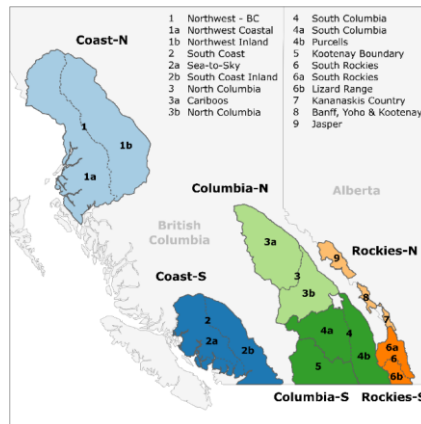 Coast-N
1 Northwest - BC
1a Northwest Coastal
1b Northwest Inland
2 South Coast
2a Sea-to-Sky
2b South Coast Inland
3 North Columbia
3a Cariboos
3b North Columbia
4 South Columbia
4a South Columbia
4b Purcells
5 Kootenay Boundary
6 South Rockies
6a South Rockies
6b Lizard Range
7 Kananaskis Country
8 Banff, Yoho & Kootenay
9 Jasper
1
1b
1a
Columbia-N
Alberta
British
Columbia
3a
9
Rockies-N
3
Coast-S
3b
8
2
4a
4
7
2a
2b
6a
5
4b
6
6b
Columbia-S
Rockies-S